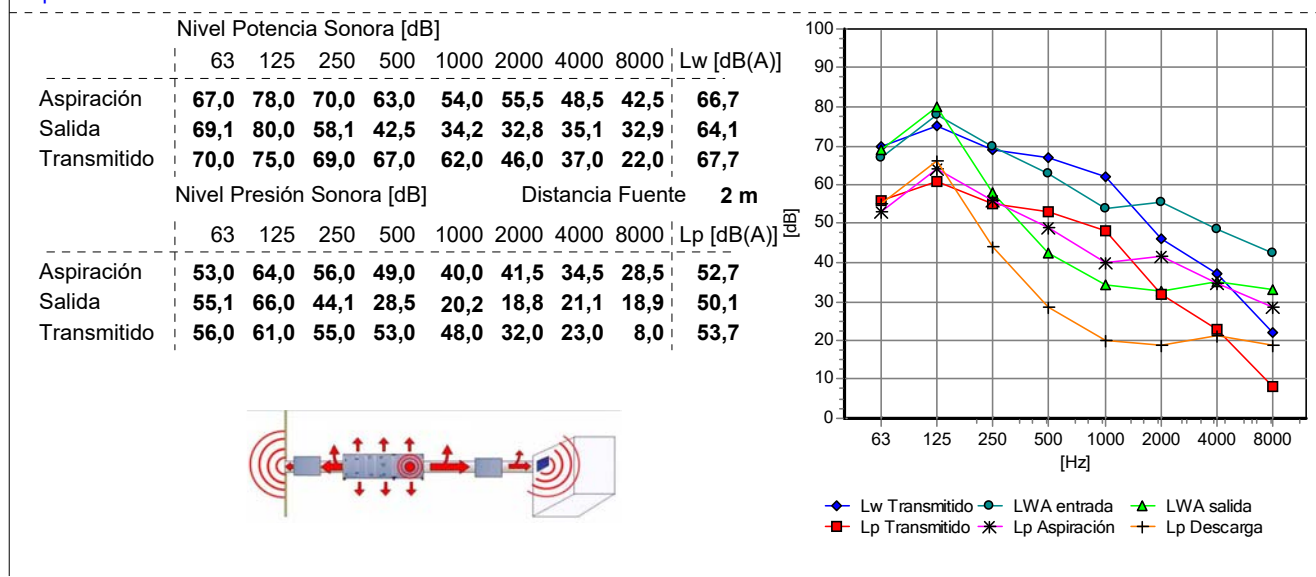 Nivel Potencia Sonora [dB]
63 125 250 500 1000 2000 4000 8000 Lw [dB(A)]
Aspiración 67,0 78,0 70,0 63,0 54,0 55,5 48,5 42,5 66,7
Salida 69,1 80,0 58,1 42,5 34,2 32,8 35,1 32,9 64,1
Transmitido 70,0 75,0 69,0 67,0 62,0 46,0 37,0 22,0 67,7
Nivel Presión Sonora [dB] Distancia Fuente 2 m
63 125 250 500 1000 2000 4000 8000 Lp [dB(A)]
Aspiración 53,0 64,0 56,0 49,0 40,0 41,5 34,5 28,5 52,7
Salida 55,1 66,0 44,1 28,5 20,2 18,8 21,1 18,9 50,1
Transmitido 56,0 61,0 55,0 53,0 48,0 32,0 23,0 8,0 53,7
100
90
80
70
60
50
40
30
20
10
0
[dB]
63 125 250 500 1000 2000 4000 8000
[Hz]
Lw Transmitido LWA entrada LWA salida
Lp Transmitido Lp Aspiración Lp Descarga